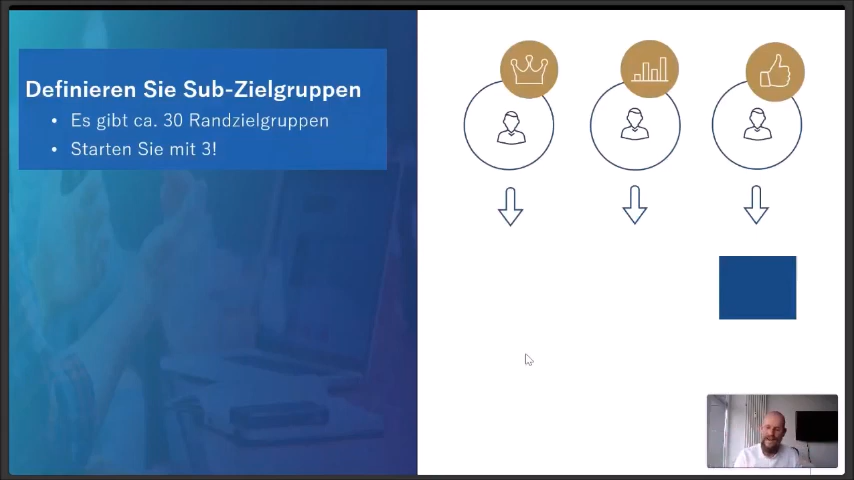 Definieren Sie Sub-Zielgruppen
• Es gibt ca. 30 Randzielgruppen
• Starten Sie mit 3!